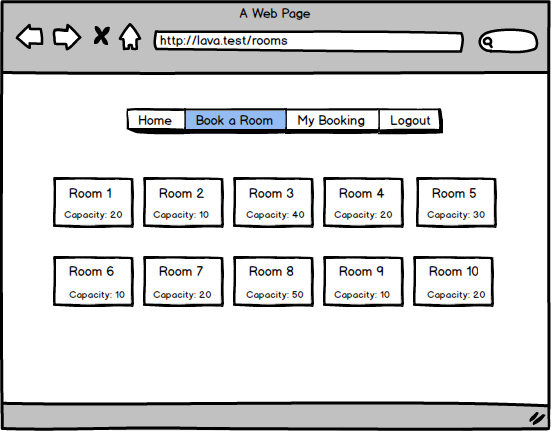 A Web Page
http://lava.test/rooms
Home Book a Room My Booking Logout
Room 1 Room 2 Room 3 Room 4 Room 5
Capacity: 20 Capacity: 10 Capacity: 40 Capacity: 20 Capacity: 30
Room 6 Room 7 Room 8 Room 9 Room 10
Capacity: 10 Capacity: 20 Capacity: 50 Capacity: 10 Capacity: 20